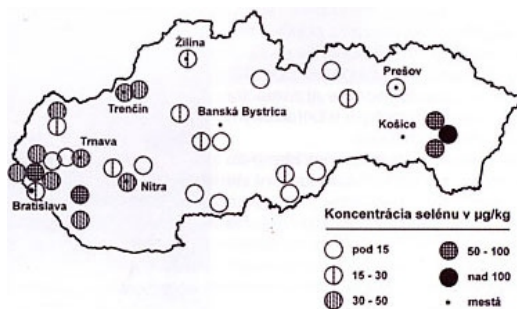 Žilina
Prešov
Trenčín
Banská Bystrica
Trnava
Košice
Nitra
Bratislava
Koncentrácia selénu v µg/kg
pod 15
50 - 100
15 - 30
nad 100
30 - 50
mestá